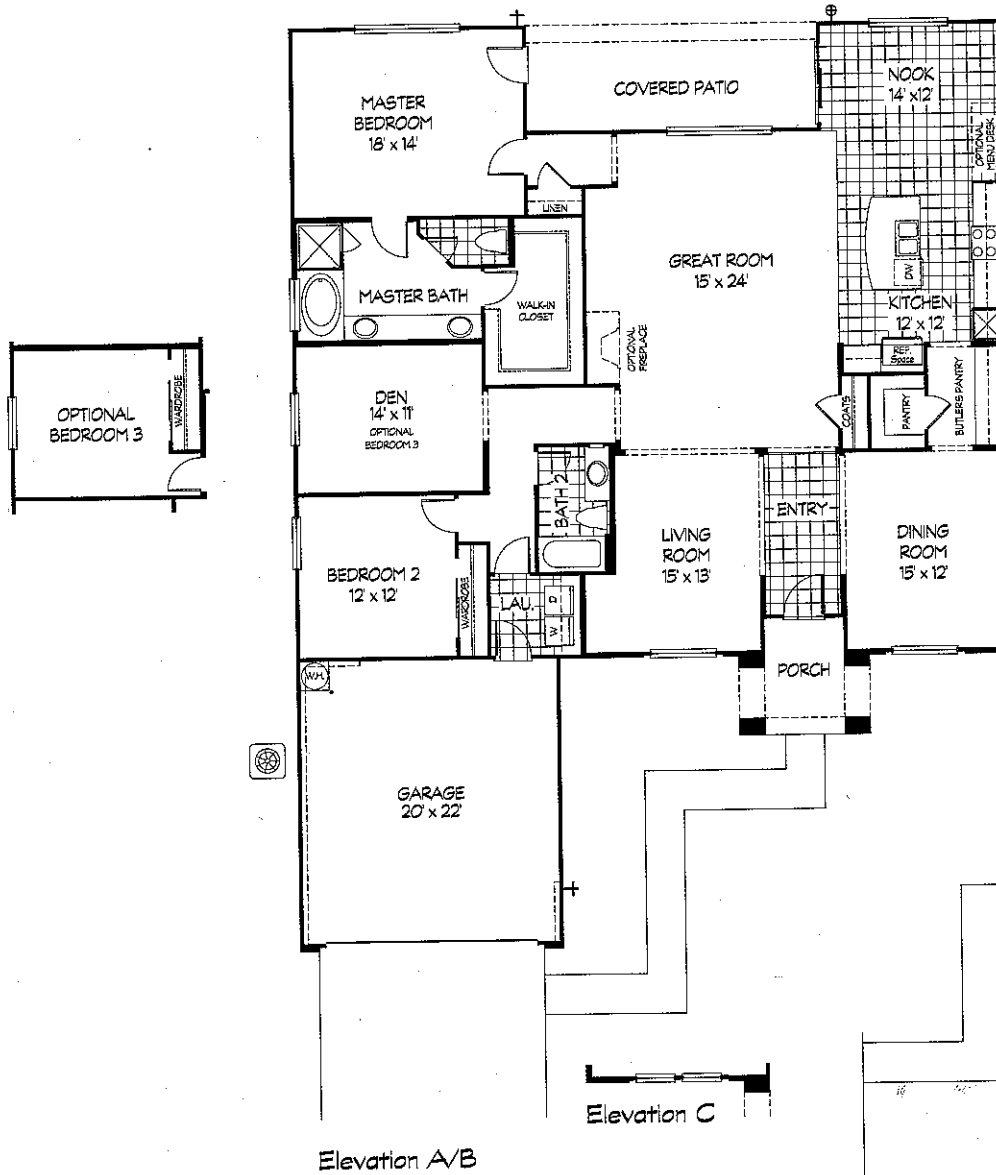 MASTER
BEDROOM
18' x 14'
COVERED PATIO
NOOK
14' x 12'
OPTIONAL
MENU DESK
LINEN
GREAT ROOM
15' x 24'
MASTER BATH
WALK-IN
CLOSET
DW
KITCHEN
12' x 12'
OPTIONAL
FIREPLACE
REF.
Space
OPTIONAL
BEDROOM 3
WARDROBE
DEN
14' x 11'
OPTIONAL
BEDROOM 3
COATS
PANTRY
BUTLERS PANTRY
BATH 2
ENTRY
LIVING
ROOM
15' x 13'
DINING
ROOM
15' x 12'
BEDROOM 2
12' x 12'
WARDROBE
LAU.
D
W
PORCH
W.H.
GARAGE
20' x 22'
Elevation C
Elevation A/B